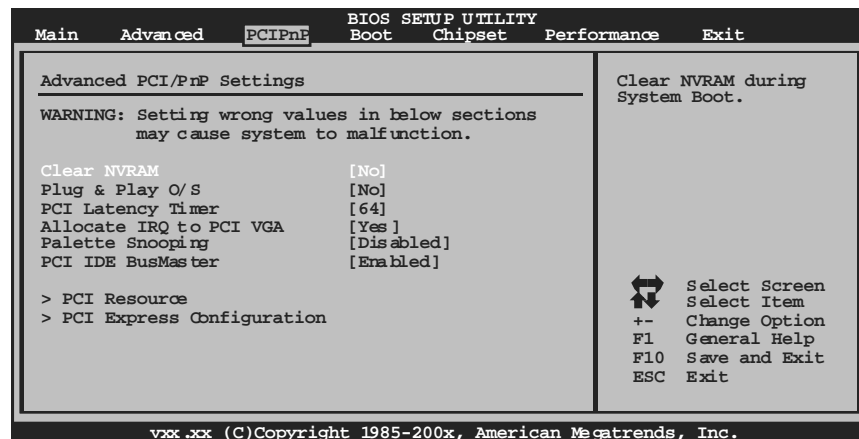 BIOS SETUP UTILITY
Main Advanced PCIPnP Boot Chipset Performance Exit
Advanced PCI/PnP Settings
WARNING: Setting wrong values in below sections
may cause system to malfunction.
Clear NVRAM [No]
Plug & Play O/S [No]
PCI Latency Timer [64]
Allocate IRQ to PCI VGA [Yes]
Palette Snooping [Disabled]
PCI IDE BusMaster [Enabled]
> PCI Resource
> PCI Express Configuration
Clear NVRAM during
System Boot.
Select Screen
Select Item
+- Change Option
F1 General Help
F10 Save and Exit
ESC Exit
vxx.xx (C)Copyright 1985-200x, American Megatrends, Inc.